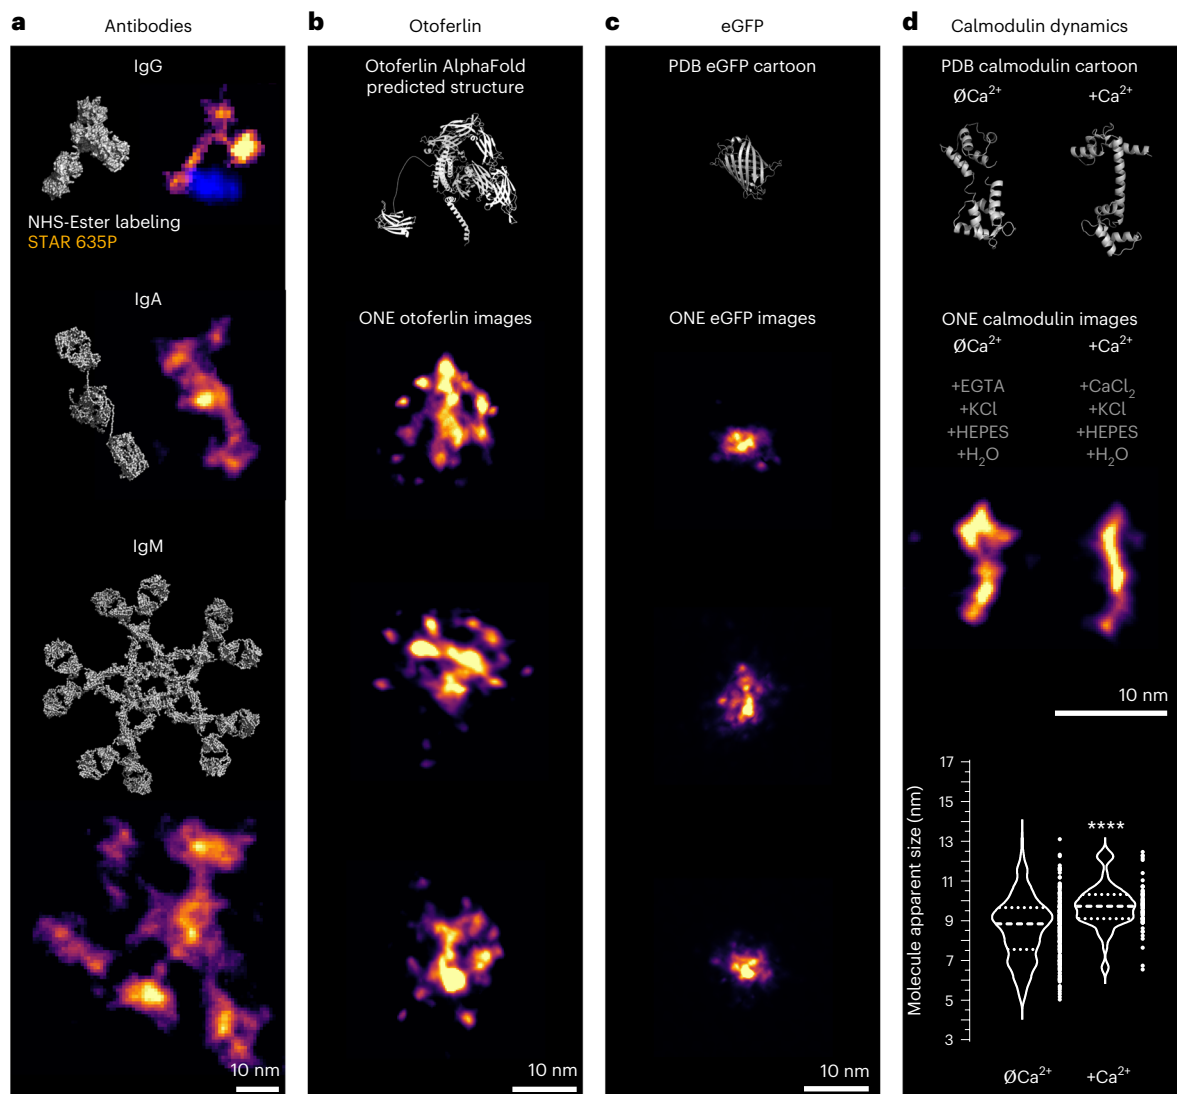 a
Antibodies
IgG
NHS-Ester labeling
STAR 635P
IgA
IgM
10 nm
b
Otoferlin
Otoferlin AlphaFold
predicted structure
ONE otoferlin images
10 nm
c
eGFP
PDB eGFP cartoon
ONE eGFP images
10 nm
d
Calmodulin dynamics
PDB calmodulin cartoon
ØCa²⁺ +Ca²⁺
ONE calmodulin images
ØCa²⁺ +Ca²⁺
+EGTA +CaCl₂
+KCl +KCl
+HEPES +HEPES
+H₂O +H₂O
10 nm
Molecule apparent size (nm)
17
15
13
11
9
7
5
3
****
ØCa²⁺ +Ca²⁺